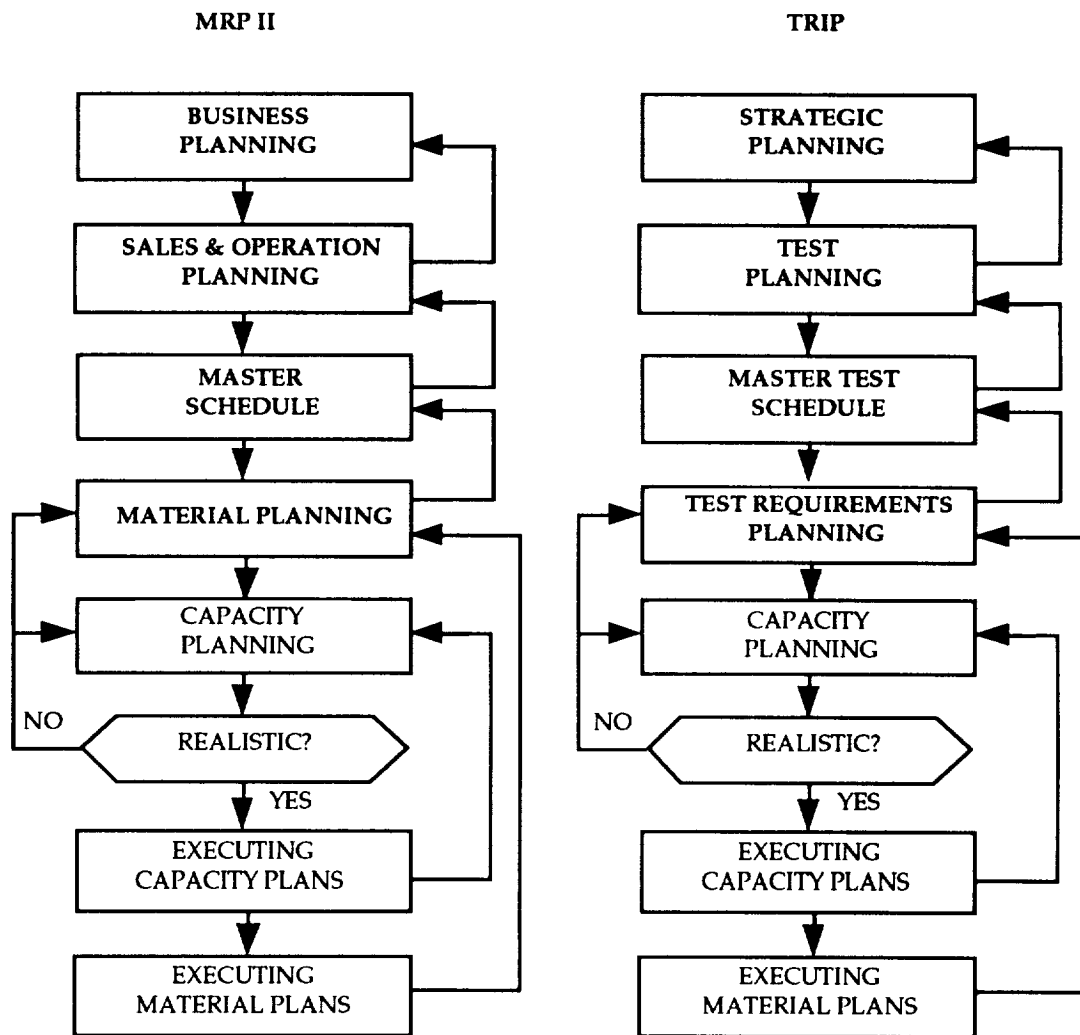 MRP II
BUSINESS
PLANNING
SALES & OPERATION
PLANNING
MASTER
SCHEDULE
MATERIAL PLANNING
CAPACITY
PLANNING
NO
REALISTIC?
YES
EXECUTING
CAPACITY PLANS
EXECUTING
MATERIAL PLANS
TRIP
STRATEGIC
PLANNING
TEST
PLANNING
MASTER TEST
SCHEDULE
TEST REQUIREMENTS
PLANNING
CAPACITY
PLANNING
NO
REALISTIC?
YES
EXECUTING
CAPACITY PLANS
EXECUTING
MATERIAL PLANS